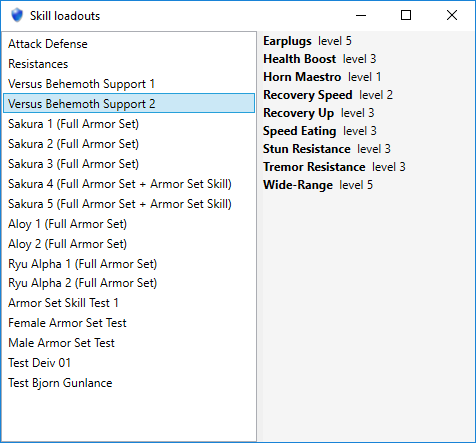 Skill loadouts
Attack Defense
Resistances
Versus Behemoth Support 1
Versus Behemoth Support 2
Sakura 1 (Full Armor Set)
Sakura 2 (Full Armor Set)
Sakura 3 (Full Armor Set)
Sakura 4 (Full Armor Set + Armor Set Skill)
Sakura 5 (Full Armor Set + Armor Set Skill)
Aloy 1 (Full Armor Set)
Aloy 2 (Full Armor Set)
Ryu Alpha 1 (Full Armor Set)
Ryu Alpha 2 (Full Armor Set)
Armor Set Skill Test 1
Female Armor Set Test
Male Armor Set Test
Test Deiv 01
Test Bjorn Gunlance
Earplugs level 5
Health Boost level 3
Horn Maestro level 1
Recovery Speed level 2
Recovery Up level 3
Speed Eating level 3
Stun Resistance level 3
Tremor Resistance level 3
Wide-Range level 5